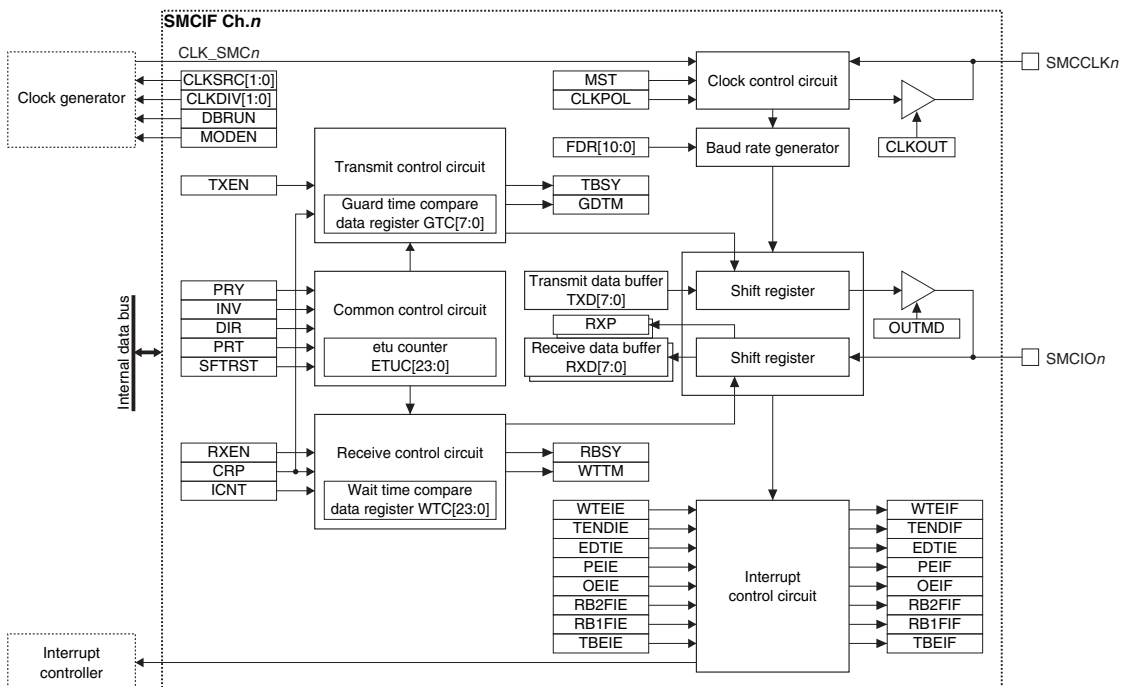 SMCIF Ch.n
CLK_SMCn
Clock generator
CLKSRC[1:0]
CLKDIV[1:0]
DBRUN
MODEN
MST
CLKPOL
Clock control circuit
SMCCLKn
CLKOUT
FDR[10:0]
Baud rate generator
TXEN
Transmit control circuit
Guard time compare
data register GTC[7:0]
TBSY
GDTM
Internal data bus
PRY
INV
DIR
PRT
SFTRST
Common control circuit
etu counter
ETUC[23:0]
Transmit data buffer
TXD[7:0]
Shift register
RXP
Receive data buffer
RXD[7:0]
Shift register
OUTMD
SMCIOn
RXEN
CRP
ICNT
Receive control circuit
Wait time compare
data register WTC[23:0]
RBSY
WTTM
WTEIE
TENDIE
EDTIE
PEIE
OEIE
RB2FIE
RB1FIE
TBEIE
Interrupt
control circuit
WTEIF
TENDIF
EDTIF
PEIF
OEIF
RB2FIF
RB1FIF
TBEIF
Interrupt
controller